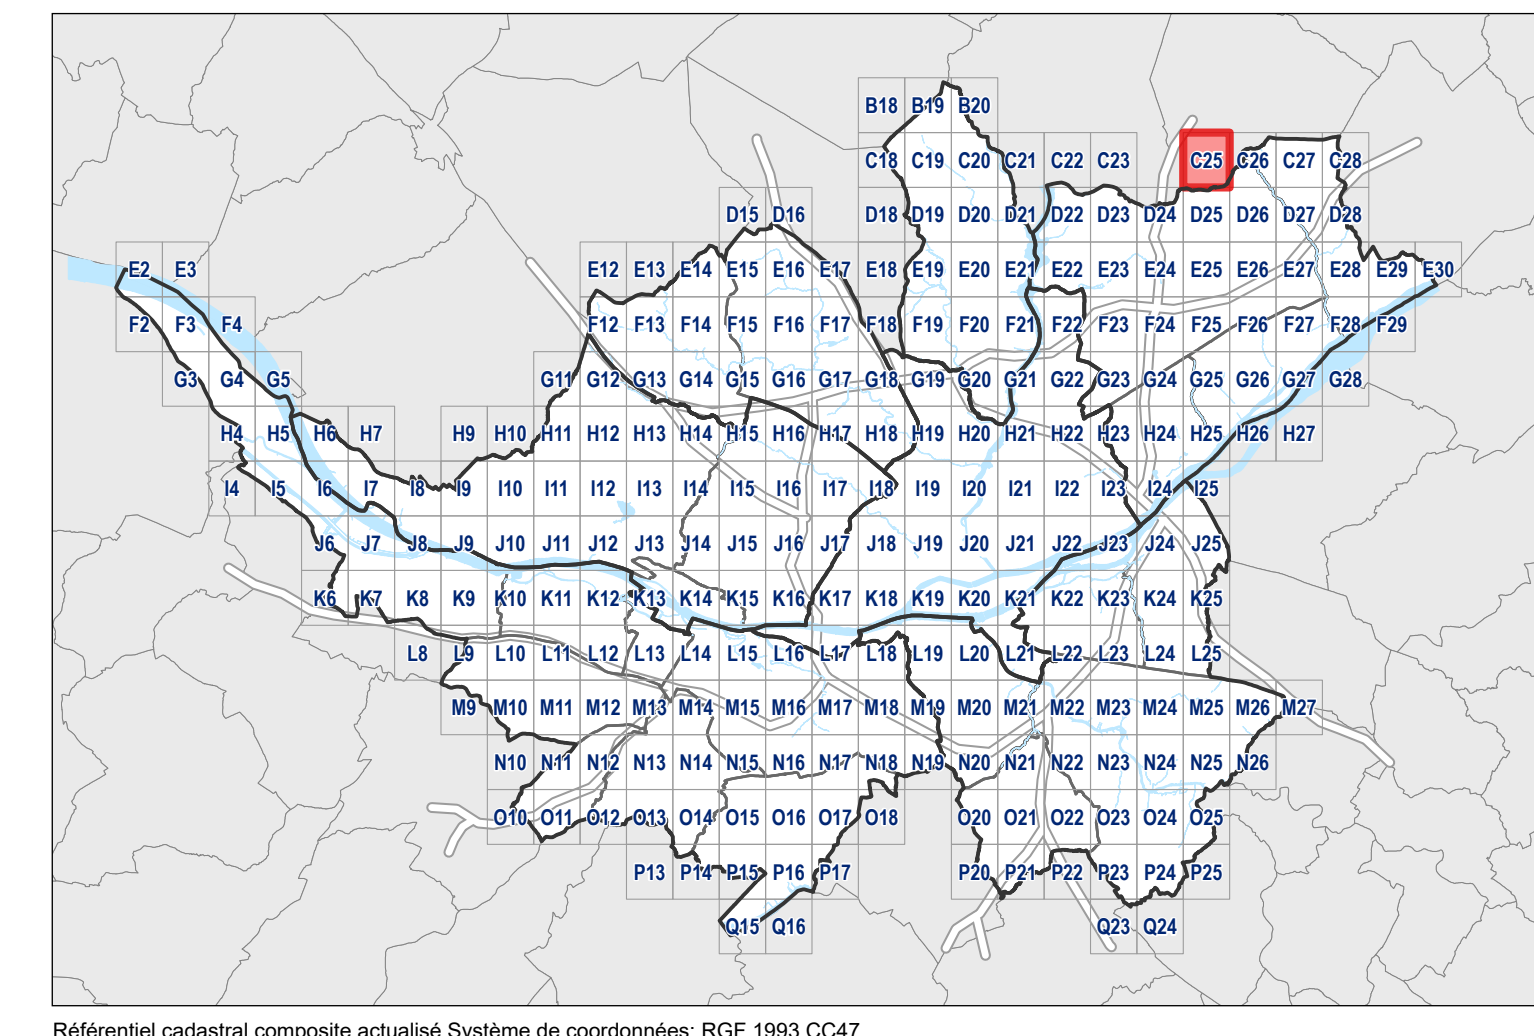 B18 B19 B20
C18 C19 C20 C21 C22 C23 C25 C26 C27 C28
D15 D16 D18 D19 D20 D21 D22 D23 D24 D25 D26 D27 D28
E2 E3 E12 E13 E14 E15 E16 E17 E18 E19 E20 E21 E22 E23 E24 E25 E26 E27 E28 E29 E30
F2 F3 F4 F12 F13 F14 F15 F16 F17 F18 F19 F20 F21 F22 F23 F24 F25 F26 F27 F28 F29
G3 G4 G5 G11 G12 G13 G14 G15 G16 G17 G18 G19 G20 G21 G22 G23 G24 G25 G26 G27 G28
H4 H5 H6 H7 H9 H10 H11 H12 H13 H14 H15 H16 H17 H18 H19 H20 H21 H22 H23 H24 H25 H26 H27
I4 I5 I6 I7 I8 I9 I10 I11 I12 I13 I14 I15 I16 I17 I18 I19 I20 I21 I22 I23 I24 I25
J6 J7 J8 J9 J10 J11 J12 J13 J14 J15 J16 J17 J18 J19 J20 J21 J22 J23 J24 J25
K6 K7 K8 K9 K10 K11 K12 K13 K14 K15 K16 K17 K18 K19 K20 K21 K22 K23 K24 K25
L8 L9 L10 L11 L12 L13 L14 L15 L16 L17 L18 L19 L20 L21 L22 L23 L24 L25
M9 M10 M11 M12 M13 M14 M15 M16 M17 M18 M19 M20 M21 M22 M23 M24 M25 M26 M27
N10 N11 N12 N13 N14 N15 N16 N17 N18 N19 N20 N21 N22 N23 N24 N25 N26
O10 O11 O12 O13 O14 O15 O16 O17 O18 O20 O21 O22 O23 O24 O25
P13 P14 P15 P16 P17 P20 P21 P22 P23 P24 P25
Q15 Q16 Q23 Q24
Référentiel cadastral composite actualisé Système de coordonnées: RGF 1993 CC47